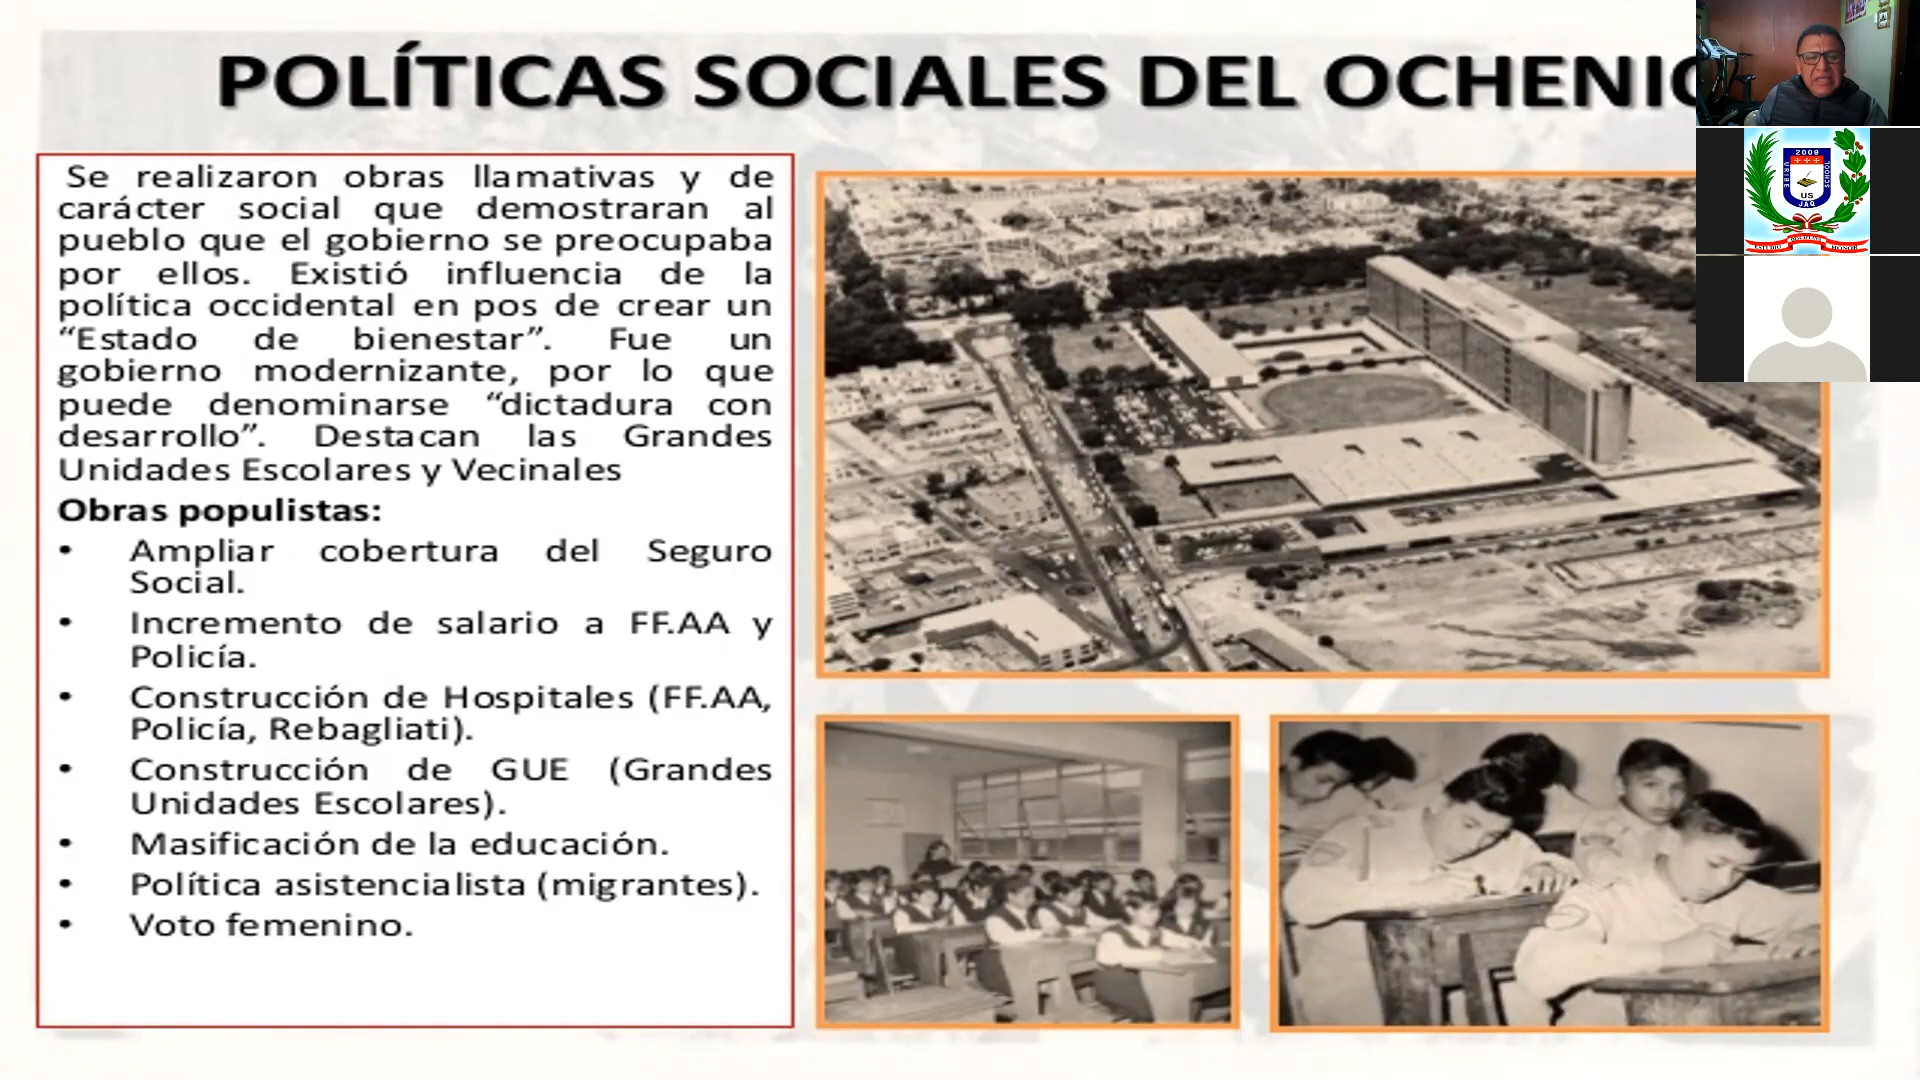 POLÍTICAS SOCIALES DEL OCHENIO
Se realizaron obras llamativas y de
carácter social que demostraran al
pueblo que el gobierno se preocupaba
por ellos. Existió influencia de la
política occidental en pos de crear un
“Estado de bienestar”. Fue un
gobierno modernizante, por lo que
puede denominarse “dictadura con
desarrollo”. Destacan las Grandes
Unidades Escolares y Vecinales
Obras populistas:
• Ampliar cobertura del Seguro
Social.
• Incremento de salario a FF.AA y
Policía.
• Construcción de Hospitales (FF.AA,
Policía, Rebagliati).
• Construcción de GUE (Grandes
Unidades Escolares).
• Masificación de la educación.
• Política asistencialista (migrantes).
• Voto femenino.
2009
URIBE
SCHOOL
US
JAQ
ESTUDIO
HONOR